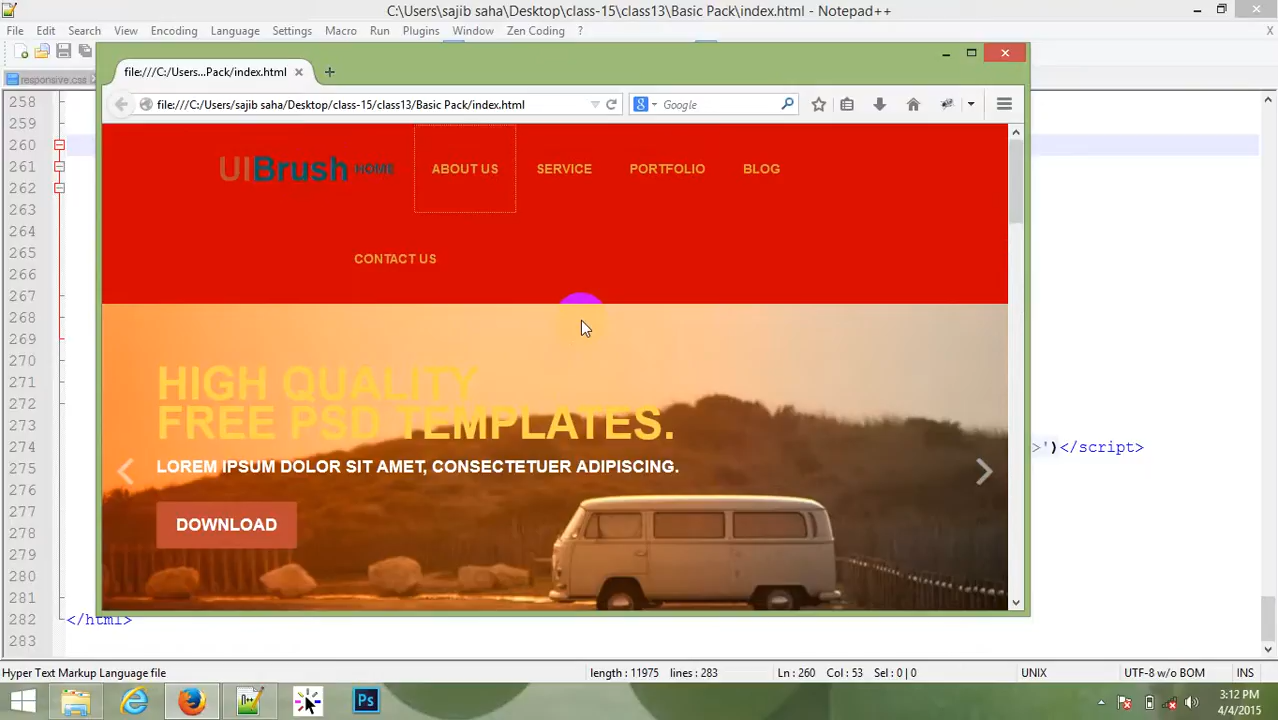 C:\Users\sajib saha\Desktop\class-15\class13\Basic Pack\index.html - Notepad++
File Edit Search View Encoding Language Settings Macro Run Plugins Window Zen Coding ?
file:///C:/Users...Pack/index.html
responsive.css
file:///C:/Users/sajib saha/Desktop/class-15/class13/Basic Pack/index.html
Google
UIBrush HOME ABOUT US SERVICE PORTFOLIO BLOG
CONTACT US
HIGH QUALITY
FREE PSD TEMPLATES.
LOREM IPSUM DOLOR SIT AMET, CONSECTETUER ADIPISCING.
DOWNLOAD
258
259
260
261
262
263
264
265
266
267
268
269
270
271
272
273
274 >')</script>
275
276
277
278
279
280
281
282 </html>
283
Hyper Text Markup Language file length : 11975 lines : 283 Ln : 260 Col : 53 Sel : 0 | 0 UNIX UTF-8 w/o BOM INS
Ps
3:12 PM
4/4/2015